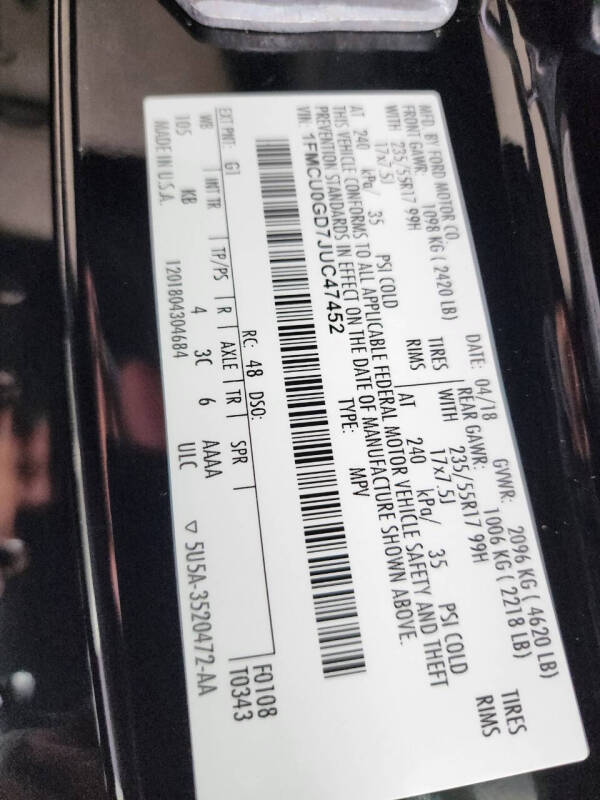 MFD. BY FORD MOTOR CO.
DATE: 04/18 GVWR: 2096 KG ( 4620 LB)
FRONT GAWR: 1098 KG ( 2420 LB) REAR GAWR: 1006 KG ( 2218 LB)
WITH 235/55R17 99H TIRES WITH 235/55R17 99H TIRES
17x7.5J RIMS 17x7.5J RIMS
AT 240 kPa/ 35 PSI COLD AT 240 kPa/ 35 PSI COLD
THIS VEHICLE CONFORMS TO ALL APPLICABLE FEDERAL MOTOR VEHICLE SAFETY AND THEFT
PREVENTION STANDARDS IN EFFECT ON THE DATE OF MANUFACTURE SHOWN ABOVE.
VIN: 1FMCU0GD7JUC47452 TYPE: MPV
F0108
EXT PNT: G1 RC: 48 DSO: T0343
WB INT TR TP/PS R AXLE TR SPR
105 KB 4 3C 6 AAAA
MADE IN U.S.A. 1201804304684 ULC ▽ 5U5A-3520472-AA